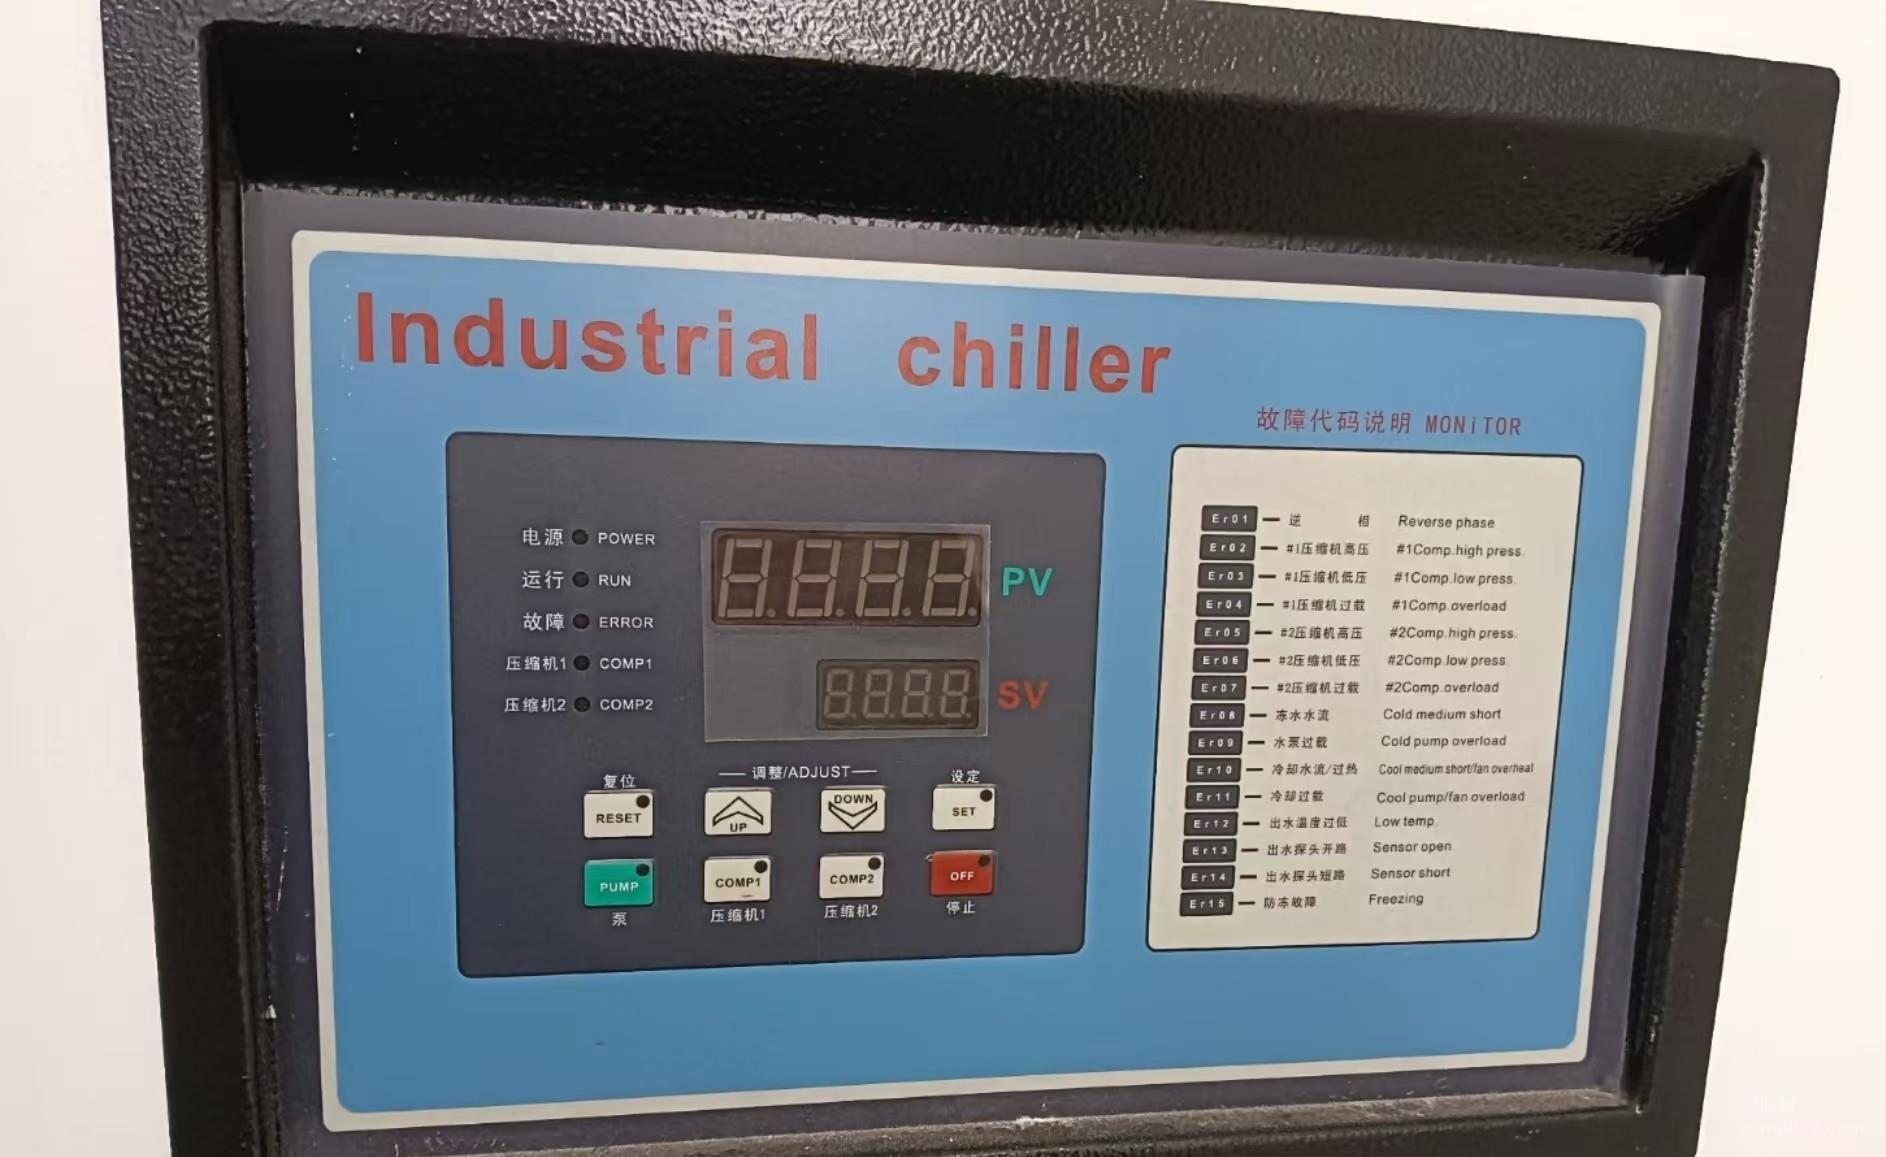 Industrial chiller
故障代码说明 MONiTOR
电源 POWER
运行 RUN
故障 ERROR
压缩机1 COMP1
压缩机2 COMP2
PV
SV
复位
RESET
调整/ADJUST
UP
DOWN
设定
SET
PUMP
泵
COMP1
压缩机1
COMP2
压缩机2
OFF
停止
Er01 逆 相 Reverse phase
Er02 #1压缩机高压 #1Comp.high press.
Er03 #1压缩机低压 #1Comp.low press.
Er04 #1压缩机过载 #1Comp.overload
Er05 #2压缩机高压 #2Comp.high press.
Er06 #2压缩机低压 #2Comp.low press.
Er07 #2压缩机过载 #2Comp.overload
Er08 冻水水流 Cold medium short
Er09 水泵过载 Cold pump overload
Er10 冷却水流/过热 Cool medium short/fan overheal
Er11 冷却过载 Cool pump/fan overload
Er12 出水温度过低 Low temp.
Er13 出水探头开路 Sensor open
Er14 出水探头短路 Sensor short
Er15 防冻故障 Freezing